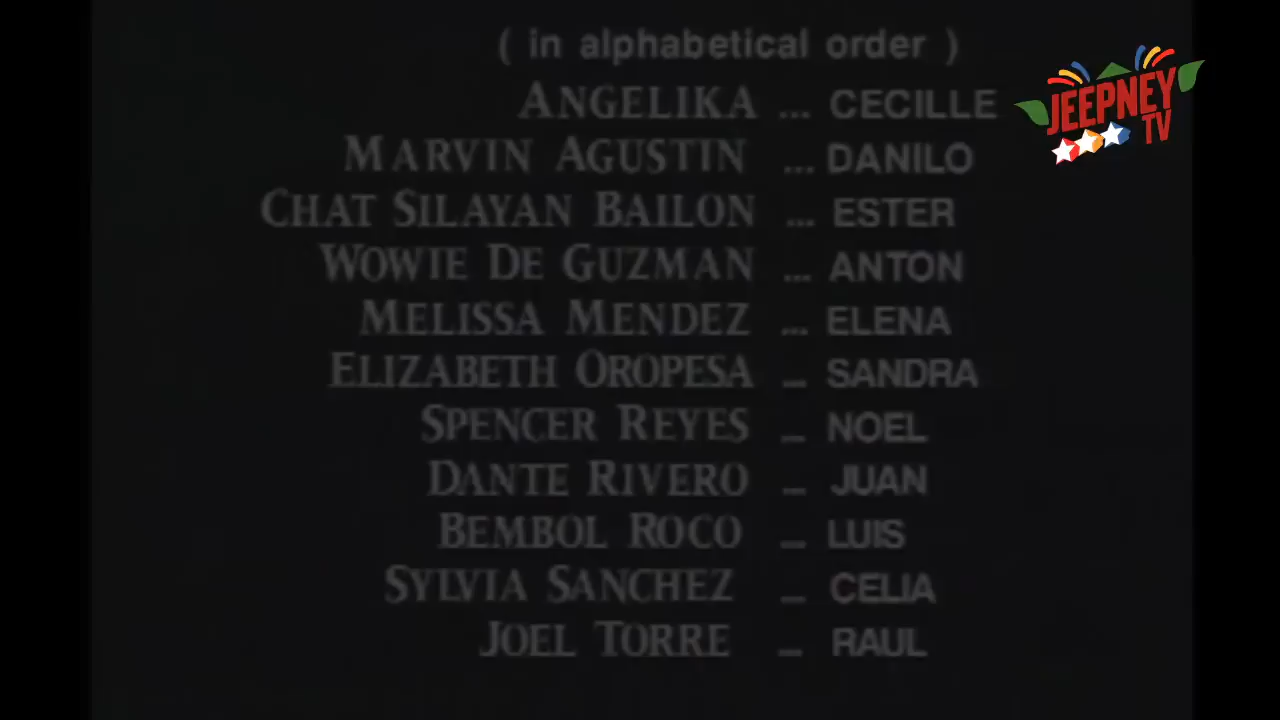 ( in alphabetical order )
ANGELIKA ... CECILLE
MARVIN AGUSTIN ... DANILO
CHAT SILAYAN BAILON ... ESTER
WOWIE DE GUZMAN ... ANTON
MELISSA MENDEZ ... ELENA
ELIZABETH OROPESA ... SANDRA
SPENCER REYES ... NOEL
DANTE RIVERO ... JUAN
BEMBOL ROCO ... LUIS
SYLVIA SANCHEZ ... CELIA
JOEL TORRE ... RAUL
JEEPNEY
TV